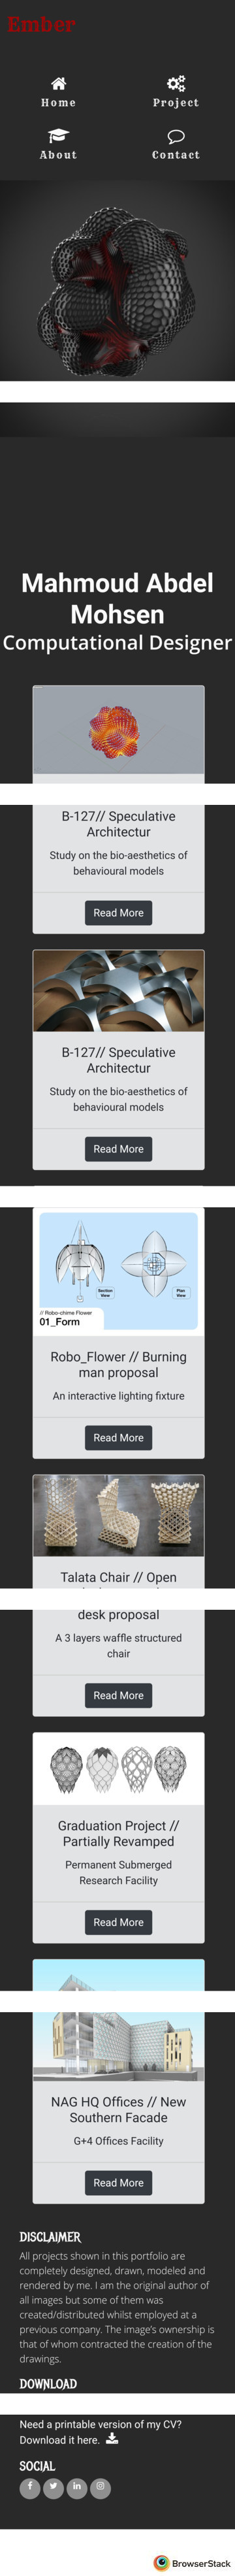 Ember
Home
Project
About
Contact
Mahmoud Abdel
Mohsen
Computational Designer
B-127// Speculative
Architectur
Study on the bio-aesthetics of
behavioural models
Read More
B-127// Speculative
Architectur
Study on the bio-aesthetics of
behavioural models
Read More
Section
View
Plan
View
// Robo-chime Flower
01_Form
Robo_Flower // Burning
man proposal
An interactive lighting fixture
Read More
Talata Chair // Open
desk proposal
A 3 layers waffle structured
chair
Read More
Graduation Project //
Partially Revamped
Permanent Submerged
Research Facility
Read More
NAG HQ Offices // New
Southern Facade
G+4 Offices Facility
Read More
DISCLAIMER
All projects shown in this portfolio are
completely designed, drawn, modeled and
rendered by me. I am the original author of
all images but some of them was
created/distributed whilst employed at a
previous company. The image's ownership is
that of whom contracted the creation of the
drawings.
DOWNLOAD
Need a printable version of my CV?
Download it here.
SOCIAL
BrowserStack